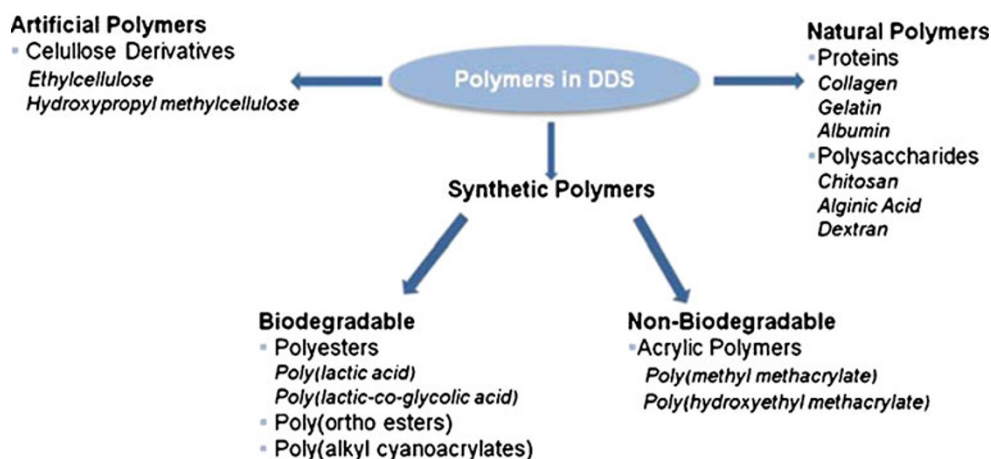 Artificial Polymers
Celullose Derivatives
Ethylcellulose
Hydroxypropyl methylcellulose
Polymers in DDS
Natural Polymers
Proteins
Collagen
Gelatin
Albumin
Polysaccharides
Chitosan
Alginic Acid
Dextran
Synthetic Polymers
Biodegradable
Polyesters
Poly(lactic acid)
Poly(lactic-co-glycolic acid)
Poly(ortho esters)
Poly(alkyl cyanoacrylates)
Non-Biodegradable
Acrylic Polymers
Poly(methyl methacrylate)
Poly(hydroxyethyl methacrylate)